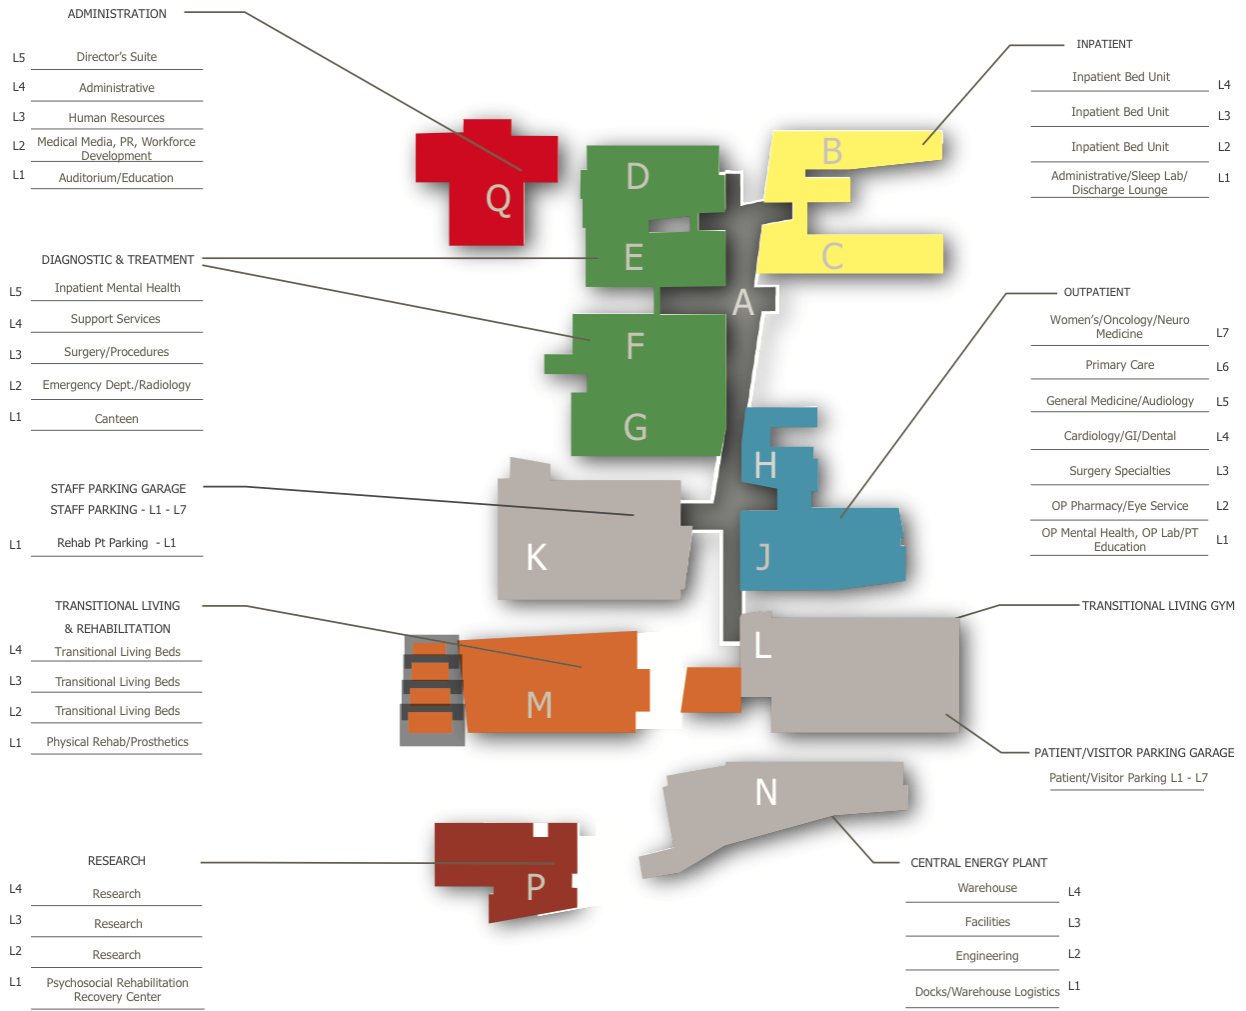 ADMINISTRATION
L5 Director's Suite
L4 Administrative
L3 Human Resources
L2 Medical Media, PR, Workforce
Development
L1 Auditorium/Education
DIAGNOSTIC & TREATMENT
L5 Inpatient Mental Health
L4 Support Services
L3 Surgery/Procedures
L2 Emergency Dept./Radiology
L1 Canteen
STAFF PARKING GARAGE
STAFF PARKING - L1 - L7
L1 Rehab Pt Parking - L1
TRANSITIONAL LIVING
& REHABILITATION
L4 Transitional Living Beds
L3 Transitional Living Beds
L2 Transitional Living Beds
L1 Physical Rehab/Prosthetics
RESEARCH
L4 Research
L3 Research
L2 Research
L1 Psychosocial Rehabilitation
Recovery Center
Q
D
E
F
G
K
M
P
B
C
A
H
J
L
N
INPATIENT
Inpatient Bed Unit L4
Inpatient Bed Unit L3
Inpatient Bed Unit L2
Administrative/Sleep Lab/ L1
Discharge Lounge
OUTPATIENT
Women's/Oncology/Neuro
Medicine L7
Primary Care L6
General Medicine/Audiology L5
Cardiology/GI/Dental L4
Surgery Specialties L3
OP Pharmacy/Eye Service L2
OP Mental Health, OP Lab/PT L1
Education
TRANSITIONAL LIVING GYM
PATIENT/VISITOR PARKING GARAGE
Patient/Visitor Parking L1 - L7
CENTRAL ENERGY PLANT
Warehouse L4
Facilities L3
Engineering L2
Docks/Warehouse Logistics L1